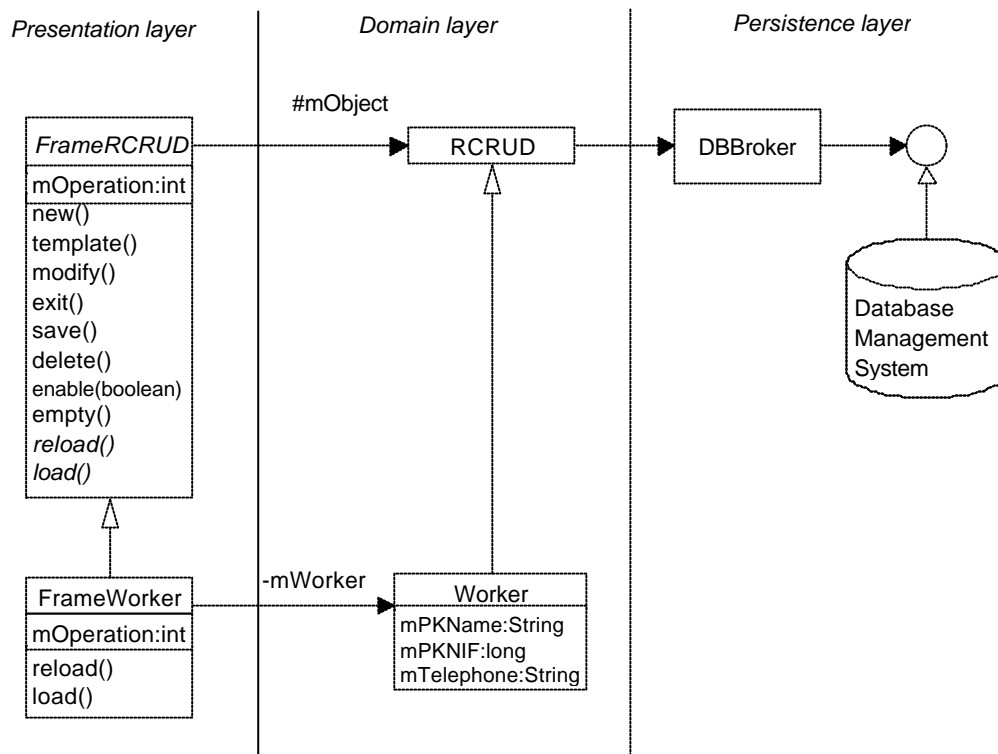 Presentation layer
Domain layer
Persistence layer
#mObject
FrameRCRUD
mOperation:int
new()
template()
modify()
exit()
save()
delete()
enable(boolean)
empty()
reload()
load()
RCRUD
DBBroker
Database
Management
System
FrameWorker
mOperation:int
reload()
load()
-mWorker
Worker
mPKName:String
mPKNIF:long
mTelephone:String